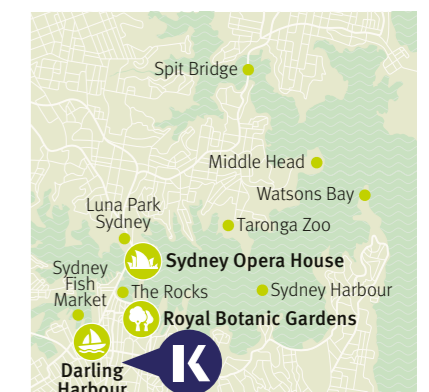 Spit Bridge
Middle Head
Watsons Bay
Luna Park
Sydney
Taronga Zoo
Sydney Opera House
Sydney
Fish
Market
The Rocks
Sydney Harbour
Royal Botanic Gardens
K
Darling
Harbour